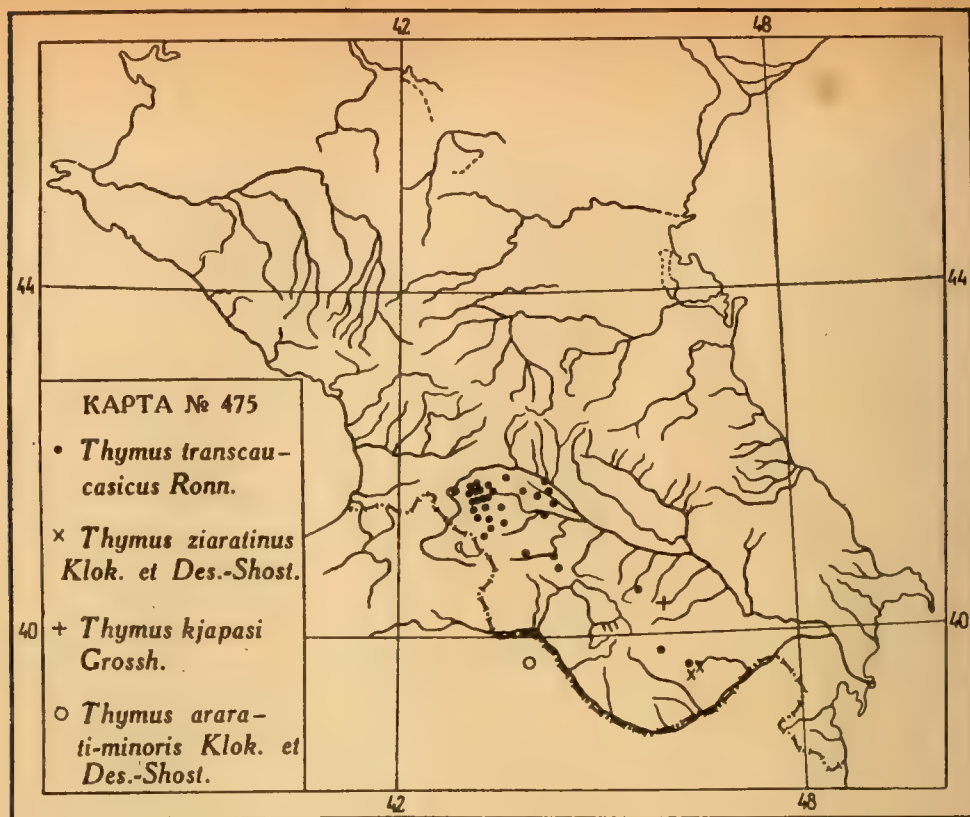 42
48
44
44
КАРТА № 475
• Thymus transcau-
casicus Ronn.
× Thymus ziaratinus
Klok. et Des.-Shost.
+ Thymus kjapasi
Grossh.
○ Thymus arara-
ti-minoris Klok. et
Des.-Shost.
40
40
42
48